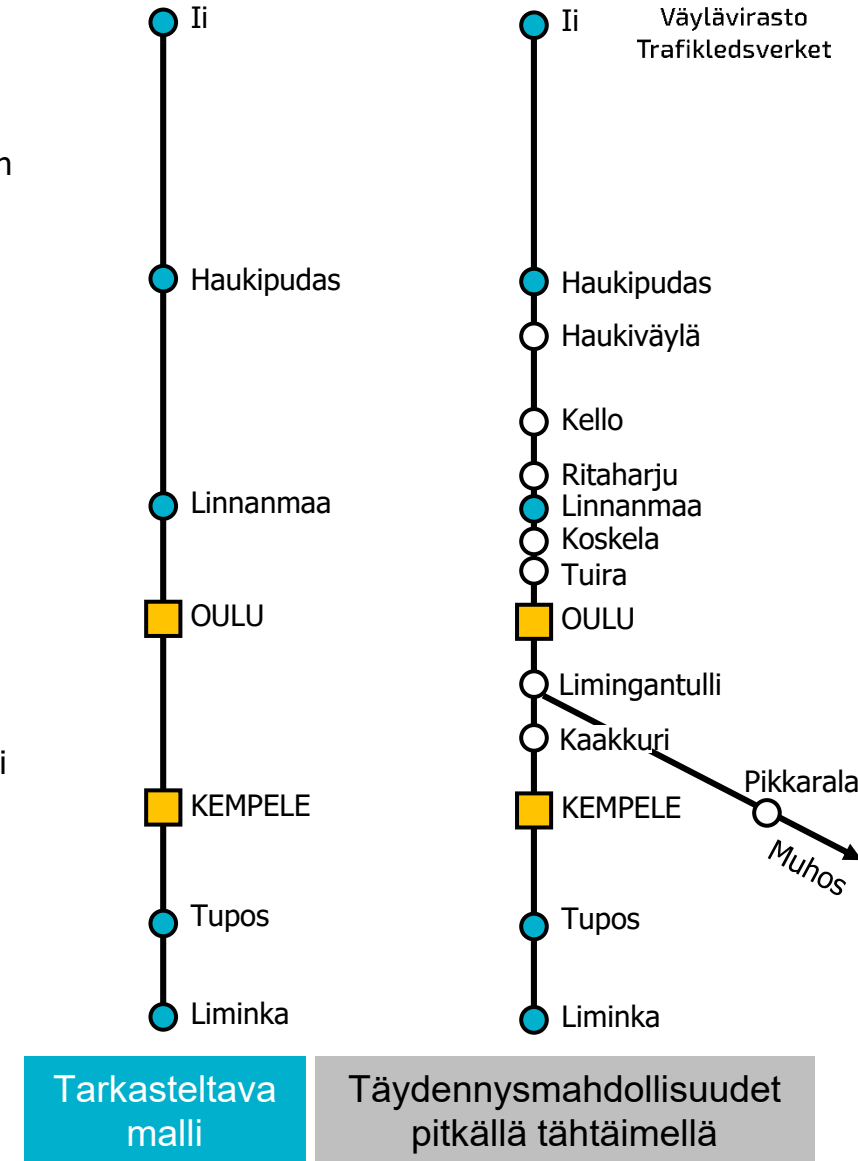 Ii
Haukipudas
Linnanmaa
OULU
KEMPELE
Tupos
Liminka
Tarkasteltava
malli
Väylävirasto
Trafikledsverket
Ii
Haukipudas
Haukiväylä
Kello
Ritaharju
Linnanmaa
Koskela
Tuira
OULU
Limingantulli
Kaakkuri
Pikkarala
KEMPELE
Muhos
Tupos
Liminka
Täydennysmahdollisuudet
pitkällä tähtäimellä
n
i